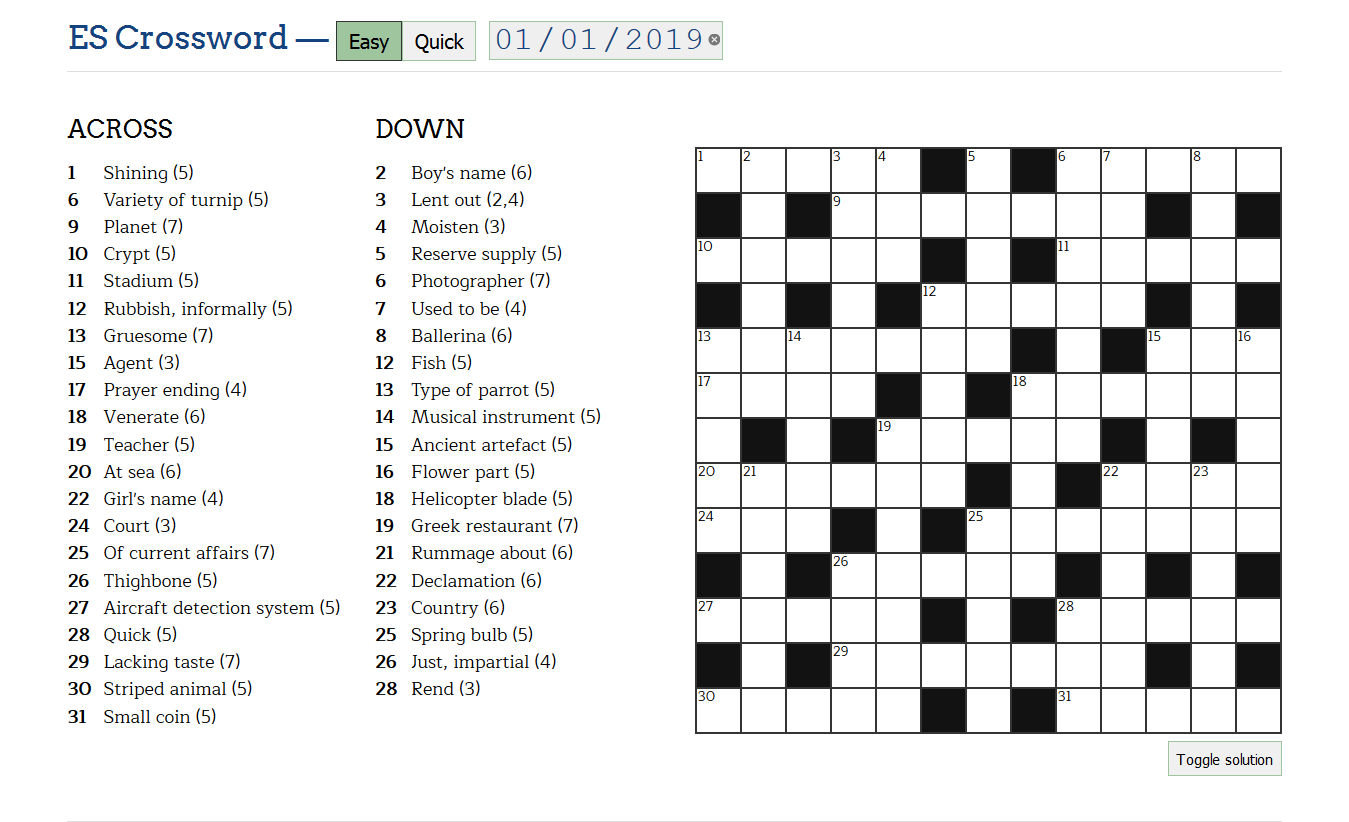 ES Crossword — Easy Quick 01/01/2019
ACROSS
1 Shining (5)
6 Variety of turnip (5)
9 Planet (7)
10 Crypt (5)
11 Stadium (5)
12 Rubbish, informally (5)
13 Gruesome (7)
15 Agent (3)
17 Prayer ending (4)
18 Venerate (6)
19 Teacher (5)
20 At sea (6)
22 Girl's name (4)
24 Court (3)
25 Of current affairs (7)
26 Thighbone (5)
27 Aircraft detection system (5)
28 Quick (5)
29 Lacking taste (7)
30 Striped animal (5)
31 Small coin (5)
DOWN
2 Boy's name (6)
3 Lent out (2,4)
4 Moisten (3)
5 Reserve supply (5)
6 Photographer (7)
7 Used to be (4)
8 Ballerina (6)
12 Fish (5)
13 Type of parrot (5)
14 Musical instrument (5)
15 Ancient artefact (5)
16 Flower part (5)
18 Helicopter blade (5)
19 Greek restaurant (7)
21 Rummage about (6)
22 Declamation (6)
23 Country (6)
25 Spring bulb (5)
26 Just, impartial (4)
28 Rend (3)
1 2 3 4 5 6 7 8
9
10 11
12
13 14 15 16
17 18
19
20 21 22 23
24 25
26
27 28
29
30 31
Toggle solution